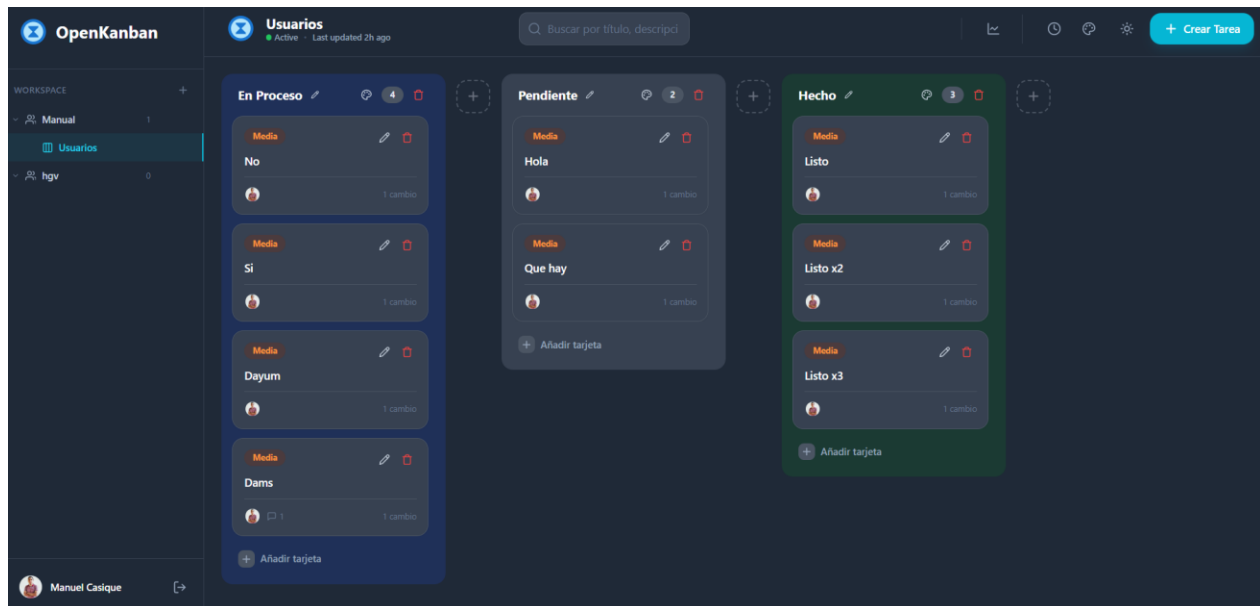 OpenKanban
WORKSPACE
Manual 1
Usuarios
hgv 0
Manuel Casique
Usuarios
Active · Last updated 2h ago
Buscar por título, descripci
Crear Tarea
En Proceso 4
Media
No
1 cambio
Media
Si
1 cambio
Media
Dayum
1 cambio
Media
Dams
1 1 cambio
Añadir tarjeta
Pendiente 2
Media
Hola
1 cambio
Media
Que hay
1 cambio
Añadir tarjeta
Hecho 3
Media
Listo
1 cambio
Media
Listo x2
1 cambio
Media
Listo x3
1 cambio
Añadir tarjeta